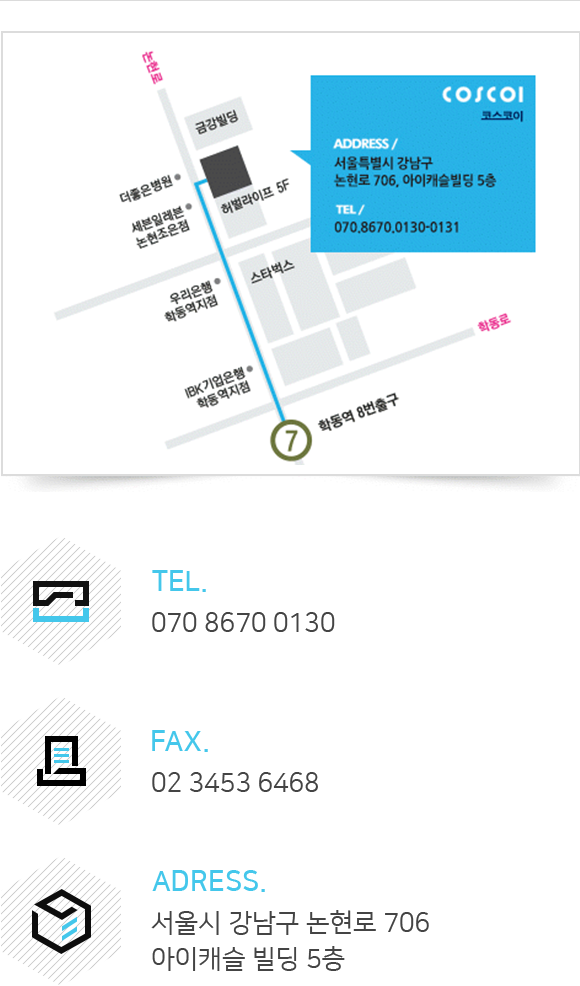 논현로
금강빌딩
COSCOI
코스코이
ADDRESS /
서울특별시 강남구
논현로 706, 아이캐슬빌딩 5층
TEL /
070.8670.0130-0131
더좋은병원
허벌라이프 5F
세븐일레븐
논현조은점
스타벅스
우리은행
학동역지점
학동로
IBK기업은행
학동역지점
학동역 8번출구
7
TEL.
070 8670 0130
FAX.
02 3453 6468
ADRESS.
서울시 강남구 논현로 706
아이캐슬 빌딩 5층